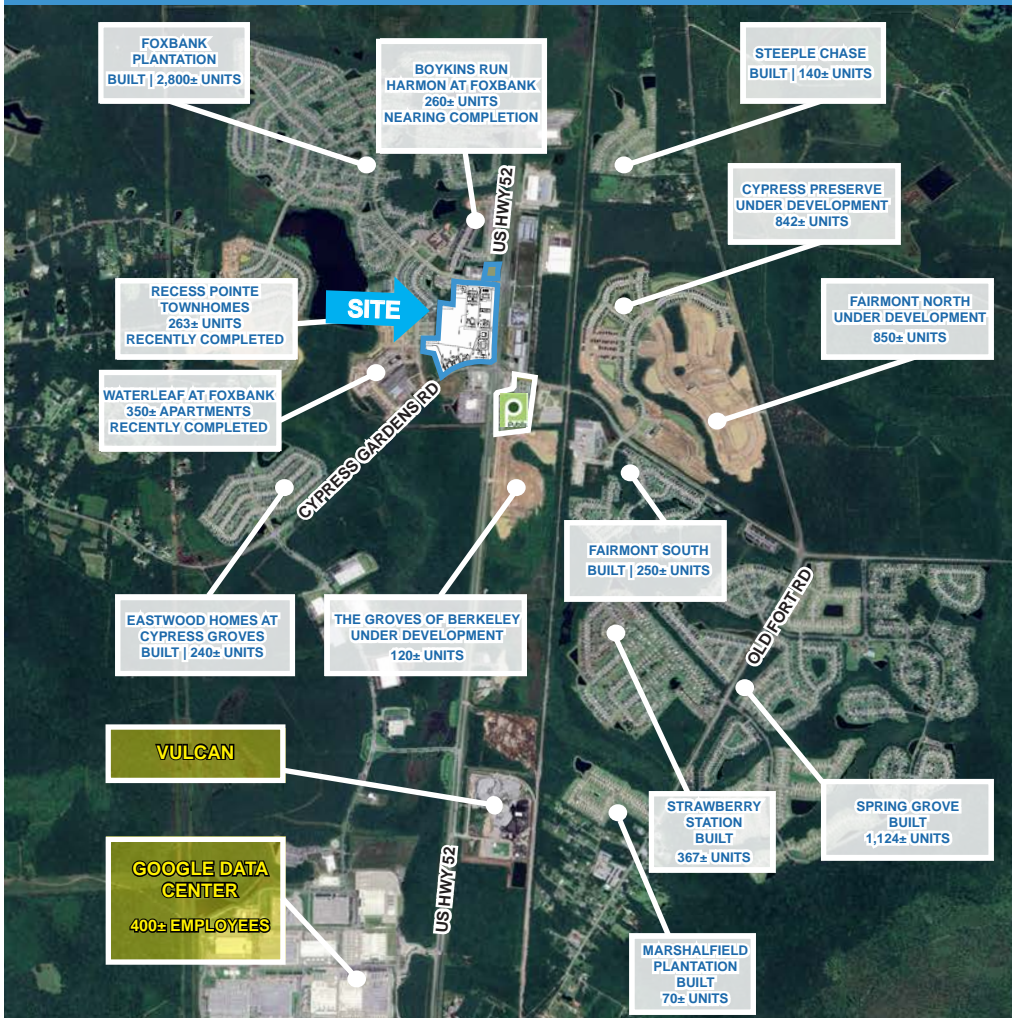 FOXBANK
PLANTATION
BUILT | 2,800± UNITS
BOYKINS RUN
HARMON AT FOXBANK
260± UNITS
NEARING COMPLETION
STEEPLE CHASE
BUILT | 140± UNITS
US HWY 52
CYPRESS PRESERVE
UNDER DEVELOPMENT
842± UNITS
RECESS POINTE
TOWNHOMES
263± UNITS
RECENTLY COMPLETED
SITE
FAIRMONT NORTH
UNDER DEVELOPMENT
850± UNITS
WATERLEAF AT FOXBANK
350± APARTMENTS
RECENTLY COMPLETED
CYPRESS GARDENS RD
FAIRMONT SOUTH
BUILT | 250± UNITS
EASTWOOD HOMES AT
CYPRESS GROVES
BUILT | 240± UNITS
THE GROVES OF BERKELEY
UNDER DEVELOPMENT
120± UNITS
OLD FORT RD
VULCAN
STRAWBERRY
STATION
BUILT
367± UNITS
SPRING GROVE
BUILT
1,124± UNITS
GOOGLE DATA
CENTER
400± EMPLOYEES
US HWY 52
MARSHALFIELD
PLANTATION
BUILT
70± UNITS